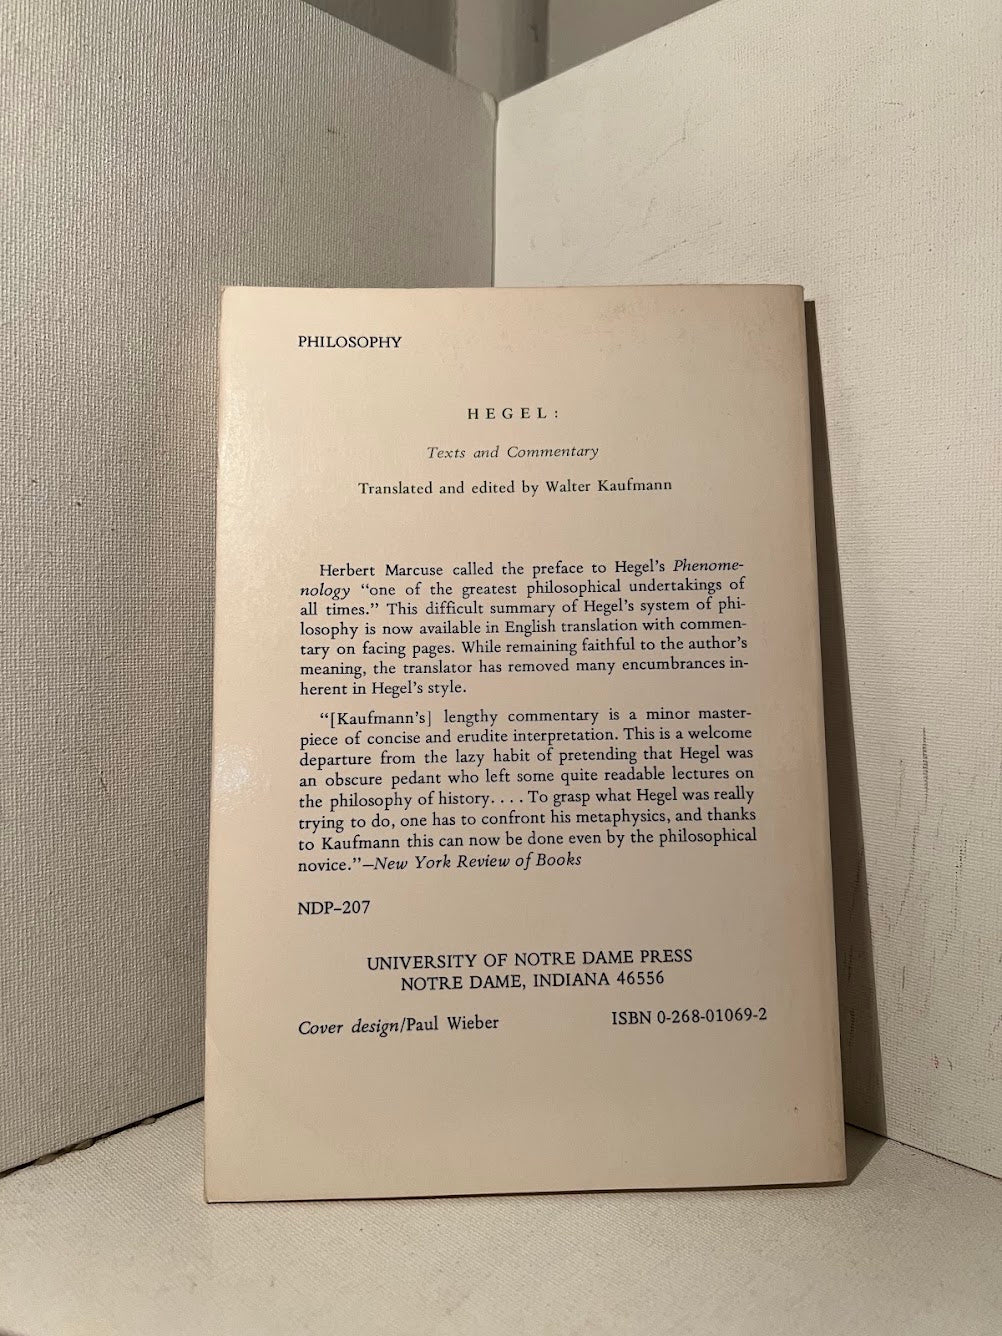 PHILOSOPHY
HEGEL:
Texts and Commentary
Translated and edited by Walter Kaufmann
Herbert Marcuse called the preface to Hegel's Phenome-
nology "one of the greatest philosophical undertakings of
all times." This difficult summary of Hegel's system of phi-
losophy is now available in English translation with commen-
tary on facing pages. While remaining faithful to the author's
meaning, the translator has removed many encumbrances in-
herent in Hegel's style.
"[Kaufmann's] lengthy commentary is a minor master-
piece of concise and erudite interpretation. This is a welcome
departure from the lazy habit of pretending that Hegel was
an obscure pedant who left some quite readable lectures on
the philosophy of history. . . . To grasp what Hegel was really
trying to do, one has to confront his metaphysics, and thanks
to Kaufmann this can now be done even by the philosophical
novice."—New York Review of Books
NDP–207
UNIVERSITY OF NOTRE DAME PRESS
NOTRE DAME, INDIANA 46556
Cover design/Paul Wieber
ISBN 0-268-01069-2